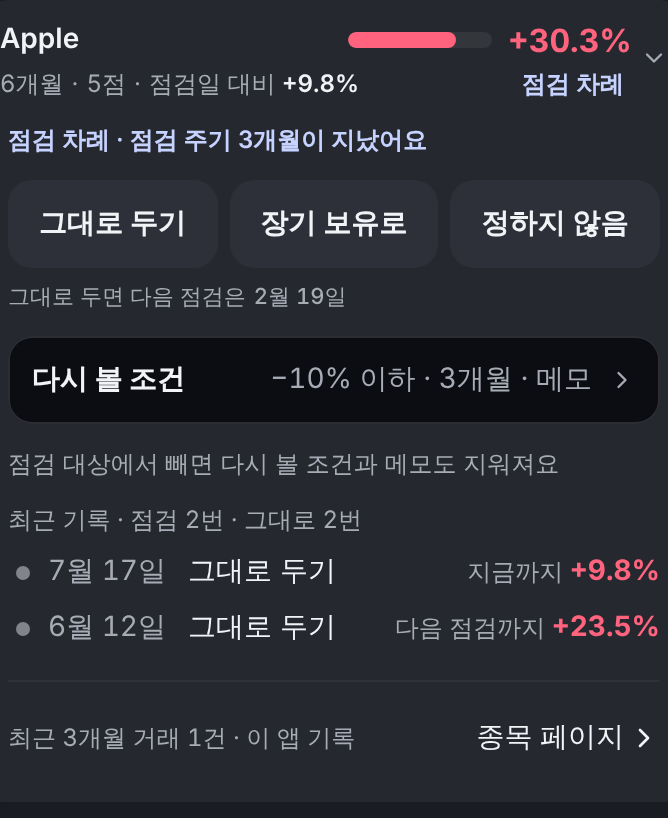 Apple +30.3%
6개월 · 5점 · 점검일 대비 +9.8% 점검 차례
점검 차례 · 점검 주기 3개월이 지났어요
그대로 두기 장기 보유로 정하지 않음
그대로 두면 다음 점검은 2월 19일
다시 볼 조건 −10% 이하 · 3개월 · 메모
점검 대상에서 빼면 다시 볼 조건과 메모도 지워져요
최근 기록 · 점검 2번 · 그대로 2번
7월 17일 그대로 두기 지금까지 +9.8%
6월 12일 그대로 두기 다음 점검까지 +23.5%
최근 3개월 거래 1건 · 이 앱 기록 종목 페이지